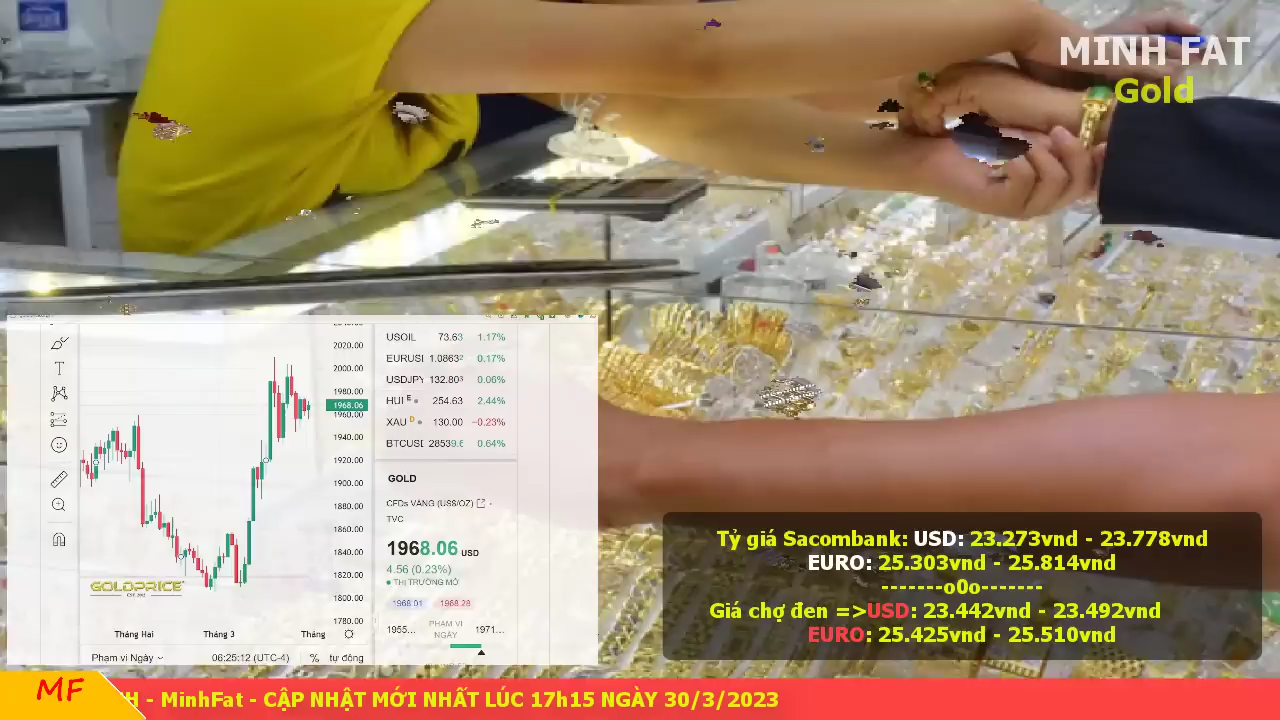 MINH FAT
Gold
2020.00
2000.00
1980.00
1968.06
1960.00
1940.00
1920.00
1900.00
1880.00
1860.00
1840.00
1820.00
1800.00
1780.00
GOLDPRICE
Tháng Hai Tháng 3 Tháng
Phạm vi Ngày 06:25:12 (UTC-4) % tự động
USOIL 73.63 1.17%
EURUSD 1.0863² 0.17%
USDJPY 132.80³ 0.06%
HUI E 254.63 2.44%
XAU D 130.00 −0.23%
BTCUSD 28539.6 0.64%
GOLD
CFDs VÀNG (US$/OZ)
TVC
1968.06 USD
4.56 (0.23%)
THỊ TRƯỜNG MỞ
1968.01 1968.28
1955... PHẠM VI NGÀY 1971...
Tỷ giá Sacombank: USD: 23.273vnd - 23.778vnd
EURO: 25.303vnd - 25.814vnd
-------o0o-------
Giá chợ đen =>USD: 23.442vnd - 23.492vnd
EURO: 25.425vnd - 25.510vnd
MF
H - MinhFat - CẬP NHẬT MỚI NHẤT LÚC 17h15 NGÀY 30/3/2023